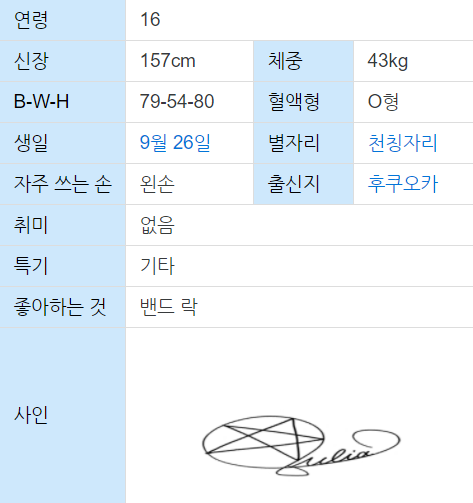 연령 16
신장 157cm 체중 43kg
B-W-H 79-54-80 혈액형 O형
생일 9월 26일 별자리 천칭자리
자주 쓰는 손 왼손 출신지 후쿠오카
취미 없음
특기 기타
좋아하는 것 밴드 락
사인 Julia